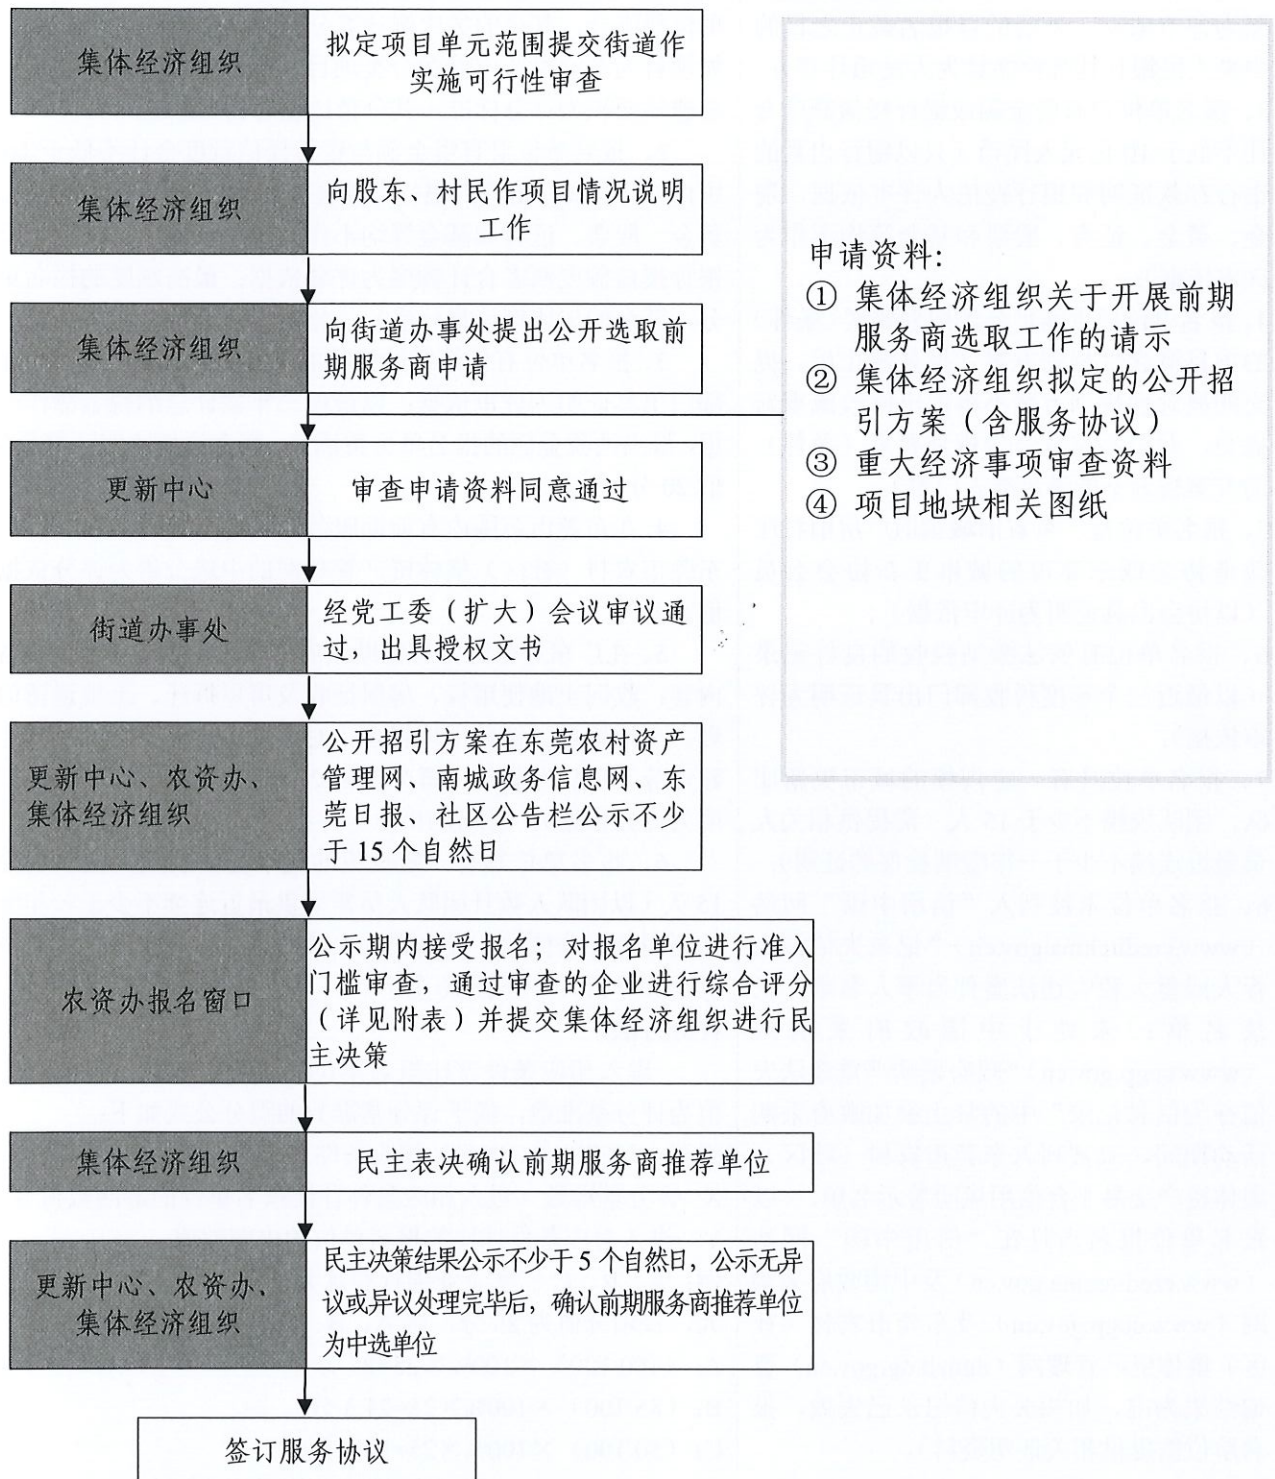 集体经济组织
拟定项目单元范围提交街道作
实施可行性审查
集体经济组织
向股东、村民作项目情况说明
工作
集体经济组织
向街道办事处提出公开选取前
期服务商申请
申请资料：
① 集体经济组织关于开展前期
服务商选取工作的请示
② 集体经济组织拟定的公开招
引方案（含服务协议）
③ 重大经济事项审查资料
④ 项目地块相关图纸
更新中心
审查申请资料同意通过
街道办事处
经党工委（扩大）会议审议通
过，出具授权文书
更新中心、农资办、
集体经济组织
公开招引方案在东莞农村资产
管理网、南城政务信息网、东
莞日报、社区公告栏公示不少
于 15 个自然日
农资办报名窗口
公示期内接受报名；对报名单位进行准入
门槛审查，通过审查的企业进行综合评分
（详见附表）并提交集体经济组织进行民
主决策
集体经济组织
民主表决确认前期服务商推荐单位
更新中心、农资办、
集体经济组织
民主决策结果公示不少于 5 个自然日，公示无异
议或异议处理完毕后，确认前期服务商推荐单位
为中选单位
签订服务协议